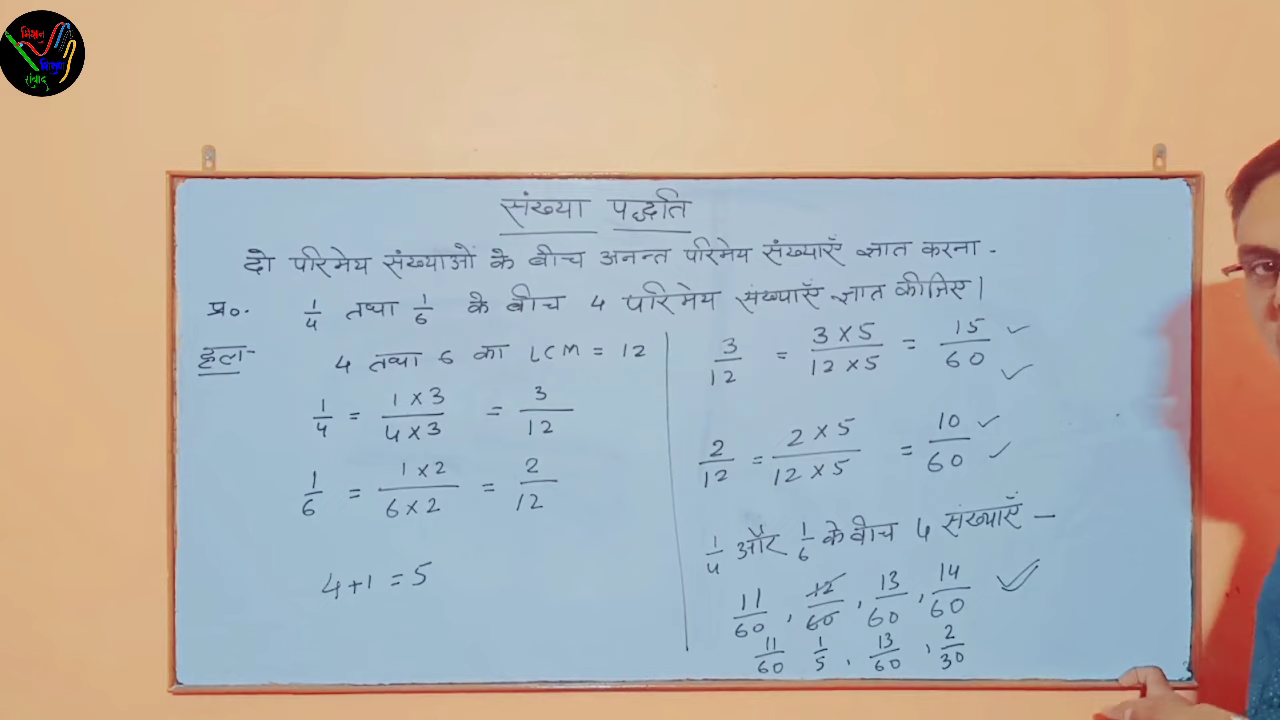 मिशन
शिक्षण
संवाद
संख्या पद्धति
दो परिमेय संख्याओं के बीच अनन्त परिमेय संख्याएँ ज्ञात करना -
प्र०. 1/4 तथा 1/6 के बीच 4 परिमेय संख्याएँ ज्ञात कीजिए।
हल- 4 तथा 6 का LCM = 12
1/4 = 1 × 3 / 4 × 3 = 3/12
1/6 = 1 × 2 / 6 × 2 = 2/12
4+1 = 5
3/12 = 3 × 5 / 12 × 5 = 15/60
2/12 = 2 × 5 / 12 × 5 = 10/60
1/4 और 1/6 के बीच 4 संख्याएँ —
11/60 , 12/60 , 13/60 , 14/60
11/60 1/5 , 13/60 , 2/30